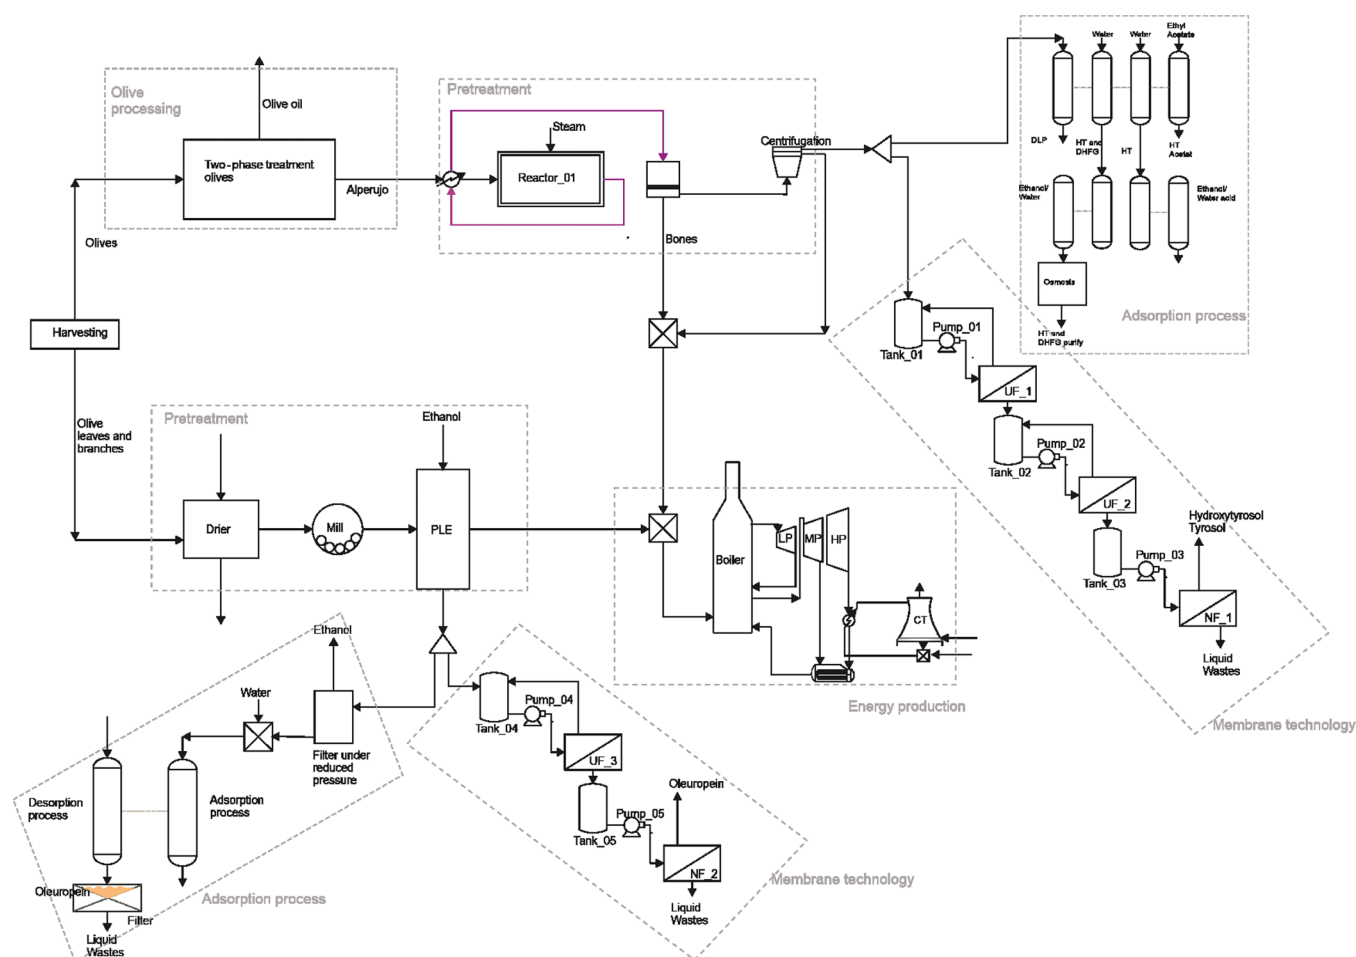 Olive
processing
Olive oil
Two-phase treatment
olives
Alperujo
Olives
Harvesting
Olive
leaves and
branches
Pretreatment
Steam
Reactor_01
Bones
Centrifugation
Water
Water
Ethyl
Acetate
DLP
HT and
DHFG
HT
HT
Acetat
Ethanol/
Water
Ethanol/
Water acid
Osmosis
HT and
DHFG purify
Adsorption process
Tank_01
Pump_01
UF_1
Tank_02
Pump_02
UF_2
Tank_03
Pump_03
Hydroxytyrosol
Tyrosol
NF_1
Liquid
Wastes
Membrane technology
Pretreatment
Drier
Mill
Ethanol
PLE
Boiler
LP
MP
HP
CT
Energy production
Ethanol
Water
Filter under
reduced
pressure
Desorption
process
Adsorption
process
Oleuropein
Filter
Liquid
Wastes
Adsorption process
Tank_04
Pump_04
UF_3
Tank_05
Pump_05
Oleuropein
NF_2
Liquid
Wastes
Membrane technology